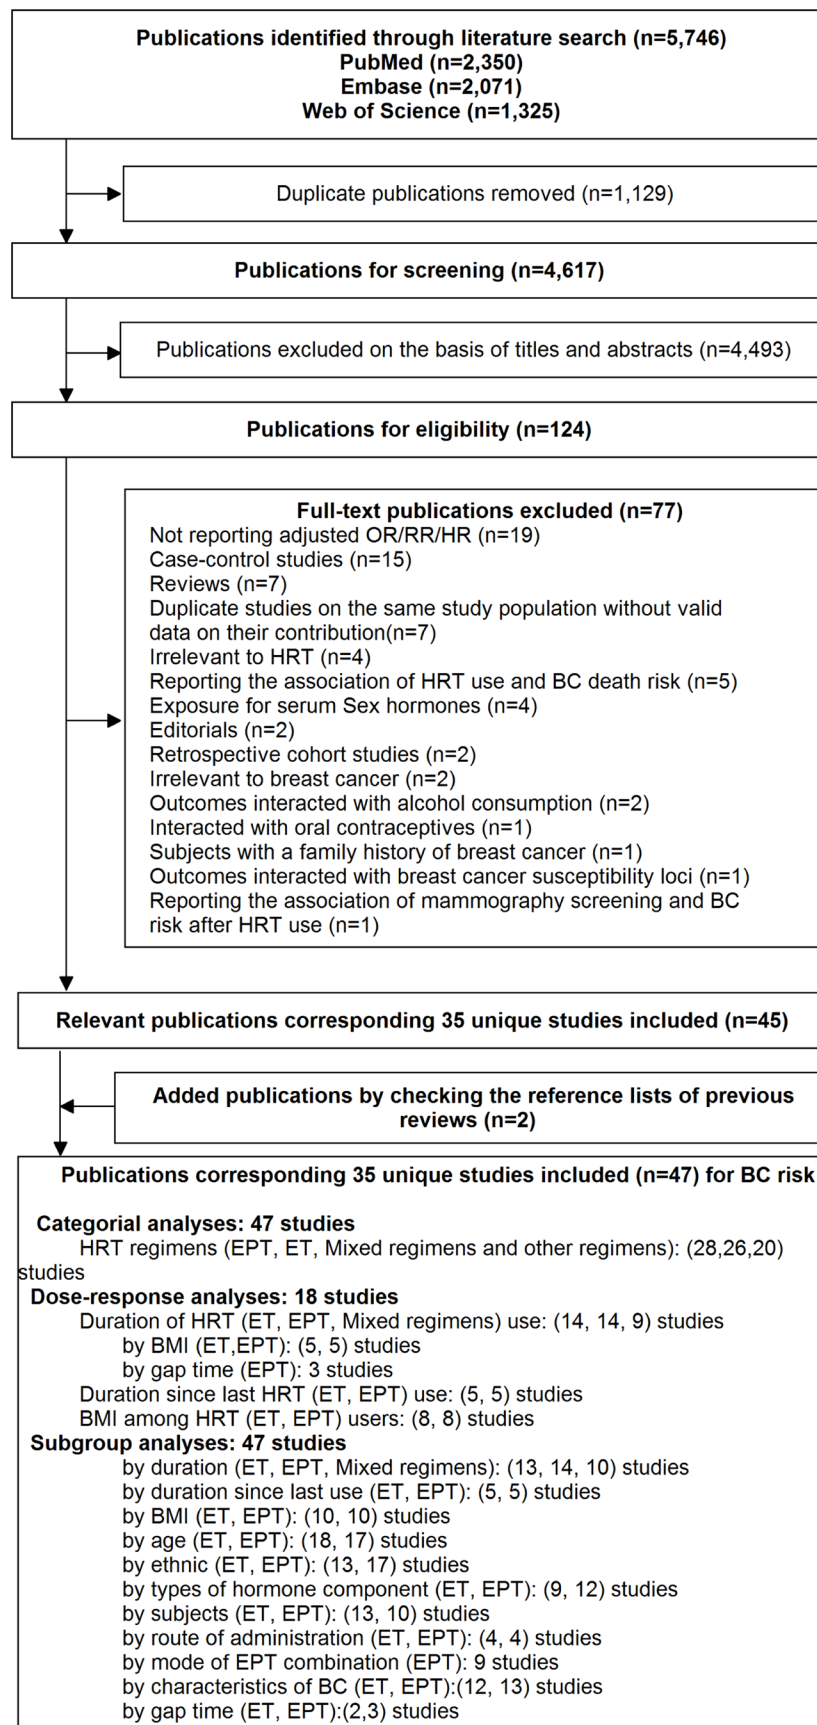 Publications identified through literature search (n=5,746)
PubMed (n=2,350)
Embase (n=2,071)
Web of Science (n=1,325)
Duplicate publications removed (n=1,129)
Publications for screening (n=4,617)
Publications excluded on the basis of titles and abstracts (n=4,493)
Publications for eligibility (n=124)
Full-text publications excluded (n=77)
Not reporting adjusted OR/RR/HR (n=19)
Case-control studies (n=15)
Reviews (n=7)
Duplicate studies on the same study population without valid
data on their contribution(n=7)
Irrelevant to HRT (n=4)
Reporting the association of HRT use and BC death risk (n=5)
Exposure for serum Sex hormones (n=4)
Editorials (n=2)
Retrospective cohort studies (n=2)
Irrelevant to breast cancer (n=2)
Outcomes interacted with alcohol consumption (n=2)
Interacted with oral contraceptives (n=1)
Subjects with a family history of breast cancer (n=1)
Outcomes interacted with breast cancer susceptibility loci (n=1)
Reporting the association of mammography screening and BC
risk after HRT use (n=1)
Relevant publications corresponding 35 unique studies included (n=45)
Added publications by checking the reference lists of previous
reviews (n=2)
Publications corresponding 35 unique studies included (n=47) for BC risk
Categorial analyses: 47 studies
HRT regimens (EPT, ET, Mixed regimens and other regimens): (28,26,20)
studies
Dose-response analyses: 18 studies
Duration of HRT (ET, EPT, Mixed regimens) use: (14, 14, 9) studies
by BMI (ET,EPT): (5, 5) studies
by gap time (EPT): 3 studies
Duration since last HRT (ET, EPT) use: (5, 5) studies
BMI among HRT (ET, EPT) users: (8, 8) studies
Subgroup analyses: 47 studies
by duration (ET, EPT, Mixed regimens): (13, 14, 10) studies
by duration since last use (ET, EPT): (5, 5) studies
by BMI (ET, EPT): (10, 10) studies
by age (ET, EPT): (18, 17) studies
by ethnic (ET, EPT): (13, 17) studies
by types of hormone component (ET, EPT): (9, 12) studies
by subjects (ET, EPT): (13, 10) studies
by route of administration (ET, EPT): (4, 4) studies
by mode of EPT combination (EPT): 9 studies
by characteristics of BC (ET, EPT):(12, 13) studies
by gap time (ET, EPT):(2,3) studies